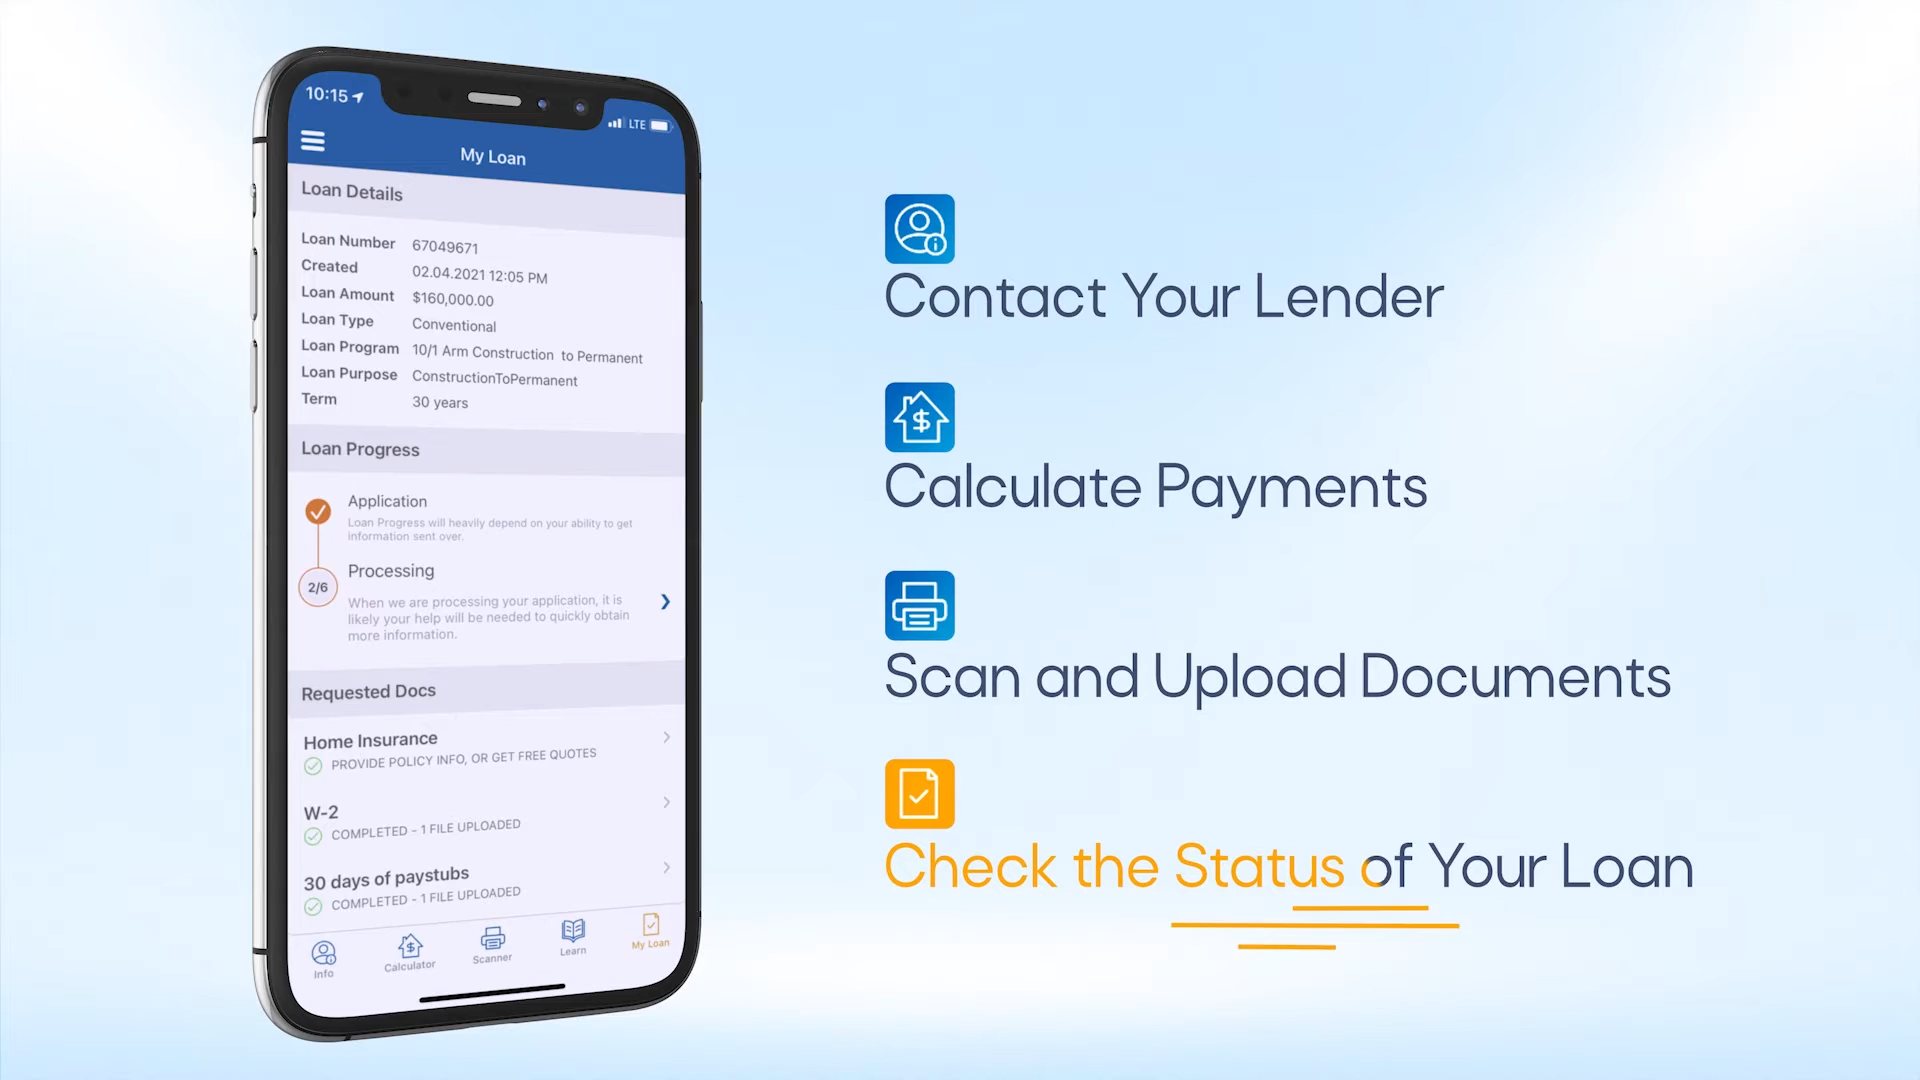 10:15
LTE
My Loan
Loan Details
Loan Number 67049671
Created 02.04.2021 12:05 PM
Loan Amount $160,000.00
Loan Type Conventional
Loan Program 10/1 Arm Construction to Permanent
Loan Purpose ConstructionToPermanent
Term 30 years
Loan Progress
Application
Loan Progress will heavily depend on your ability to get
information sent over.
2/6
Processing
When we are processing your application, it is
likely your help will be needed to quickly obtain
more information.
Requested Docs
Home Insurance
PROVIDE POLICY INFO, OR GET FREE QUOTES
W-2
COMPLETED - 1 FILE UPLOADED
30 days of paystubs
COMPLETED - 1 FILE UPLOADED
Info
Calculator
Scanner
Learn
My Loan
Contact Your Lender
Calculate Payments
Scan and Upload Documents
Check the Status of Your Loan